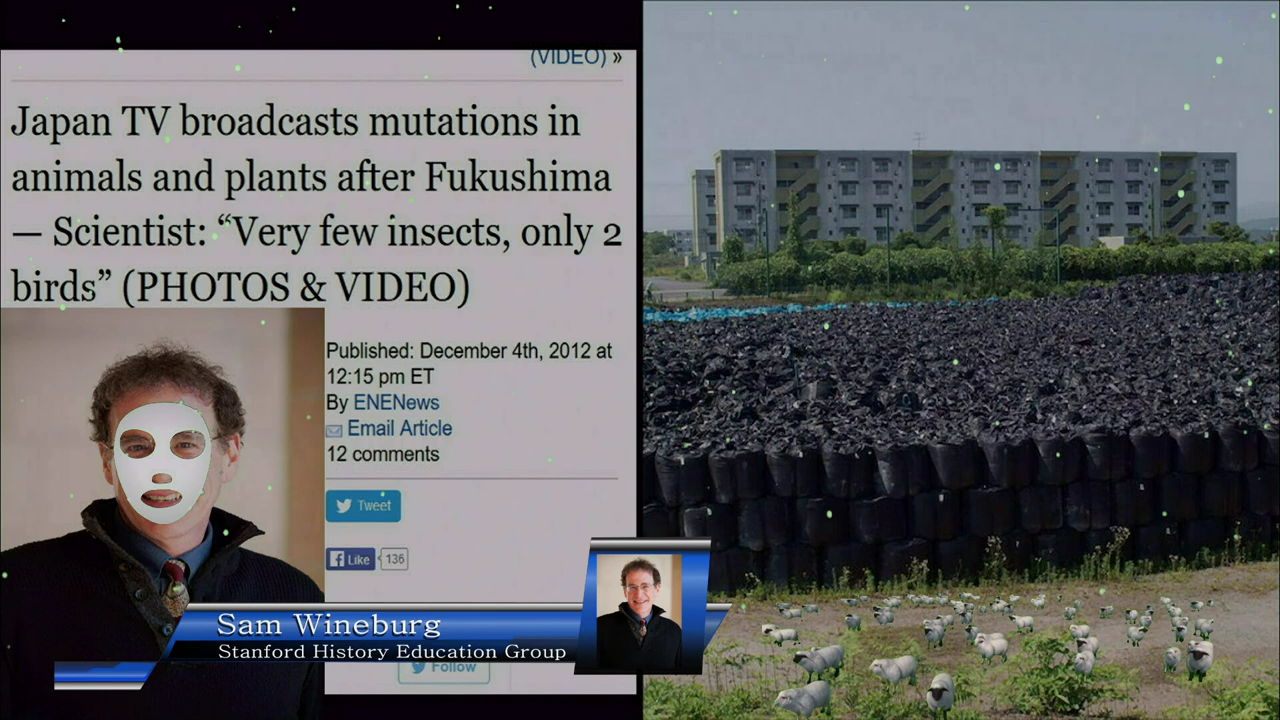 (VIDEO) »
Japan TV broadcasts mutations in
animals and plants after Fukushima
— Scientist: “Very few insects, only 2
birds” (PHOTOS & VIDEO)
Published: December 4th, 2012 at
12:15 pm ET
By ENENews
Email Article
12 comments
Tweet
Like 136
Sam Wineburg
Stanford History Education Group
Follow